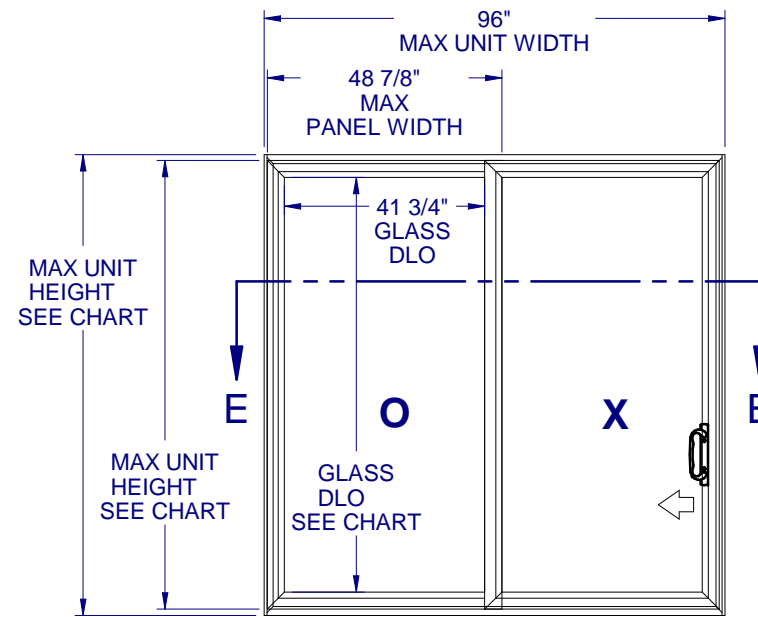 96"
MAX UNIT WIDTH
48 7/8"
MAX
PANEL WIDTH
41 3/4"
GLASS
DLO
MAX UNIT
HEIGHT
SEE CHART
E
O
X
E
MAX UNIT
HEIGHT
SEE CHART
GLASS
DLO
SEE CHART